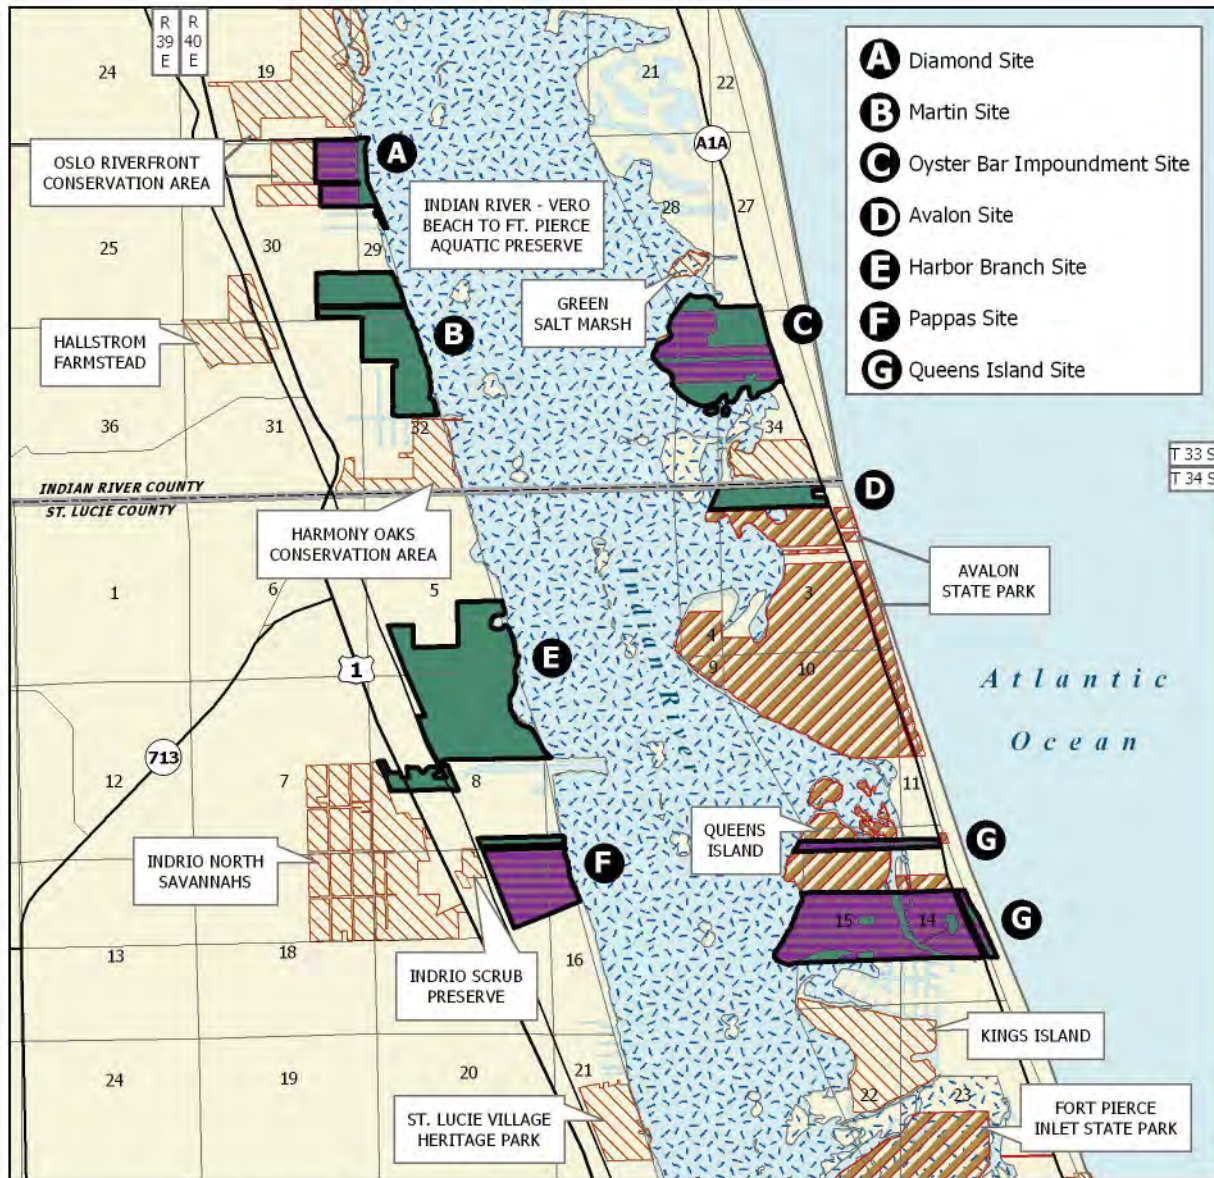 R
39
E
R
40
E
24
19
21
22
A Diamond Site
B Martin Site
C Oyster Bar Impoundment Site
D Avalon Site
E Harbor Branch Site
F Pappas Site
G Queens Island Site
A1A
OSLO RIVERFRONT
CONSERVATION AREA
A
INDIAN RIVER - VERO
BEACH TO FT. PIERCE
AQUATIC PRESERVE
28
27
25
30
29
GREEN
SALT MARSH
HALLSTROM
FARMSTEAD
B
C
36
31
32
34
T 33 S
T 34 S
INDIAN RIVER COUNTY
ST. LUCIE COUNTY
D
HARMONY OAKS
CONSERVATION AREA
AVALON
STATE PARK
1
6
5
3
4
9
10
Indian River
E
1
Atlantic
Ocean
713
12
7
8
11
QUEENS
ISLAND
G
INDRIO NORTH
SAVANNAHS
F
15
14
G
13
18
16
INDRIO SCRUB
PRESERVE
KINGS ISLAND
24
19
20
21
22
23
ST. LUCIE VILLAGE
HERITAGE PARK
FORT PIERCE
INLET STATE PARK